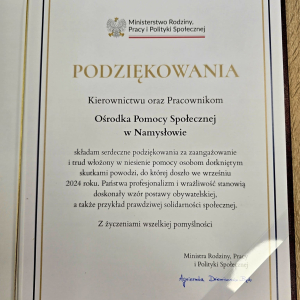 Ministerstwo Rodziny,
Pracy i Polityki Społecznej
PODZIĘKOWANIA
Kierownictwu oraz Pracownikom
Ośrodka Pomocy Społecznej
w Namysłowie
składam serdeczne podziękowania za zaangażowanie
i trud włożony w niesienie pomocy osobom dotkniętym
skutkami powodzi, do której doszło we wrześniu
2024 roku. Państwa profesjonalizm i wrażliwość stanowią
doskonały wzór postawy obywatelskiej,
a także przykład prawdziwej solidarności społecznej.
Z życzeniami wszelkiej pomyślności
Ministra Rodziny,
i Polityki
Agnieszka